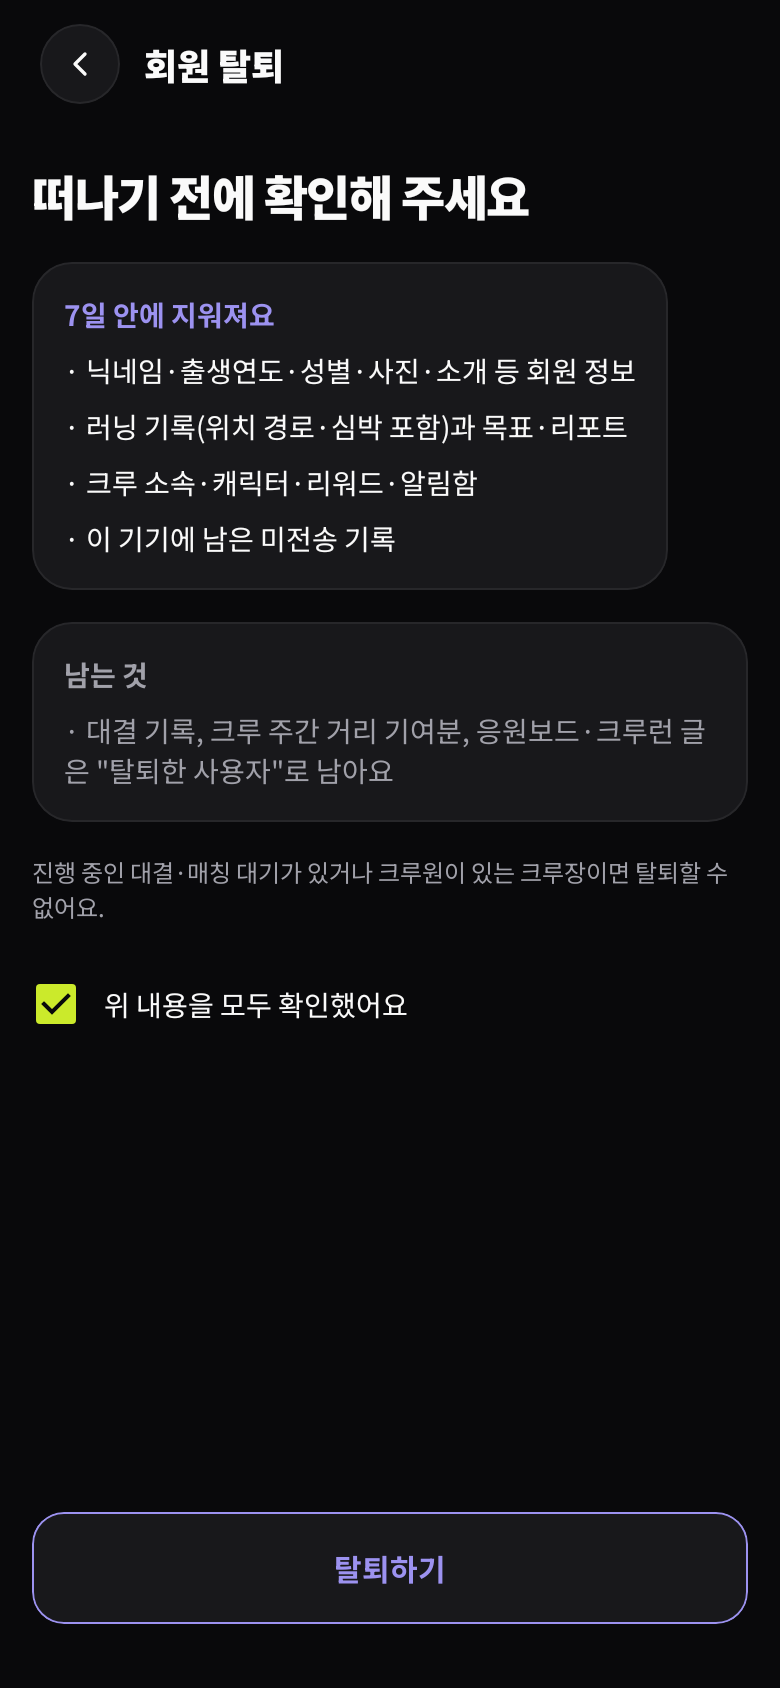 회원 탈퇴
떠나기 전에 확인해 주세요
7일 안에 지워져요
· 닉네임·출생연도·성별·사진·소개 등 회원 정보
· 러닝 기록(위치 경로·심박 포함)과 목표·리포트
· 크루 소속·캐릭터·리워드·알림함
· 이 기기에 남은 미전송 기록
남는 것
· 대결 기록, 크루 주간 거리 기여분, 응원보드·크루런 글
은 "탈퇴한 사용자"로 남아요
진행 중인 대결·매칭 대기가 있거나 크루원이 있는 크루장이면 탈퇴할 수
없어요.
위 내용을 모두 확인했어요
탈퇴하기